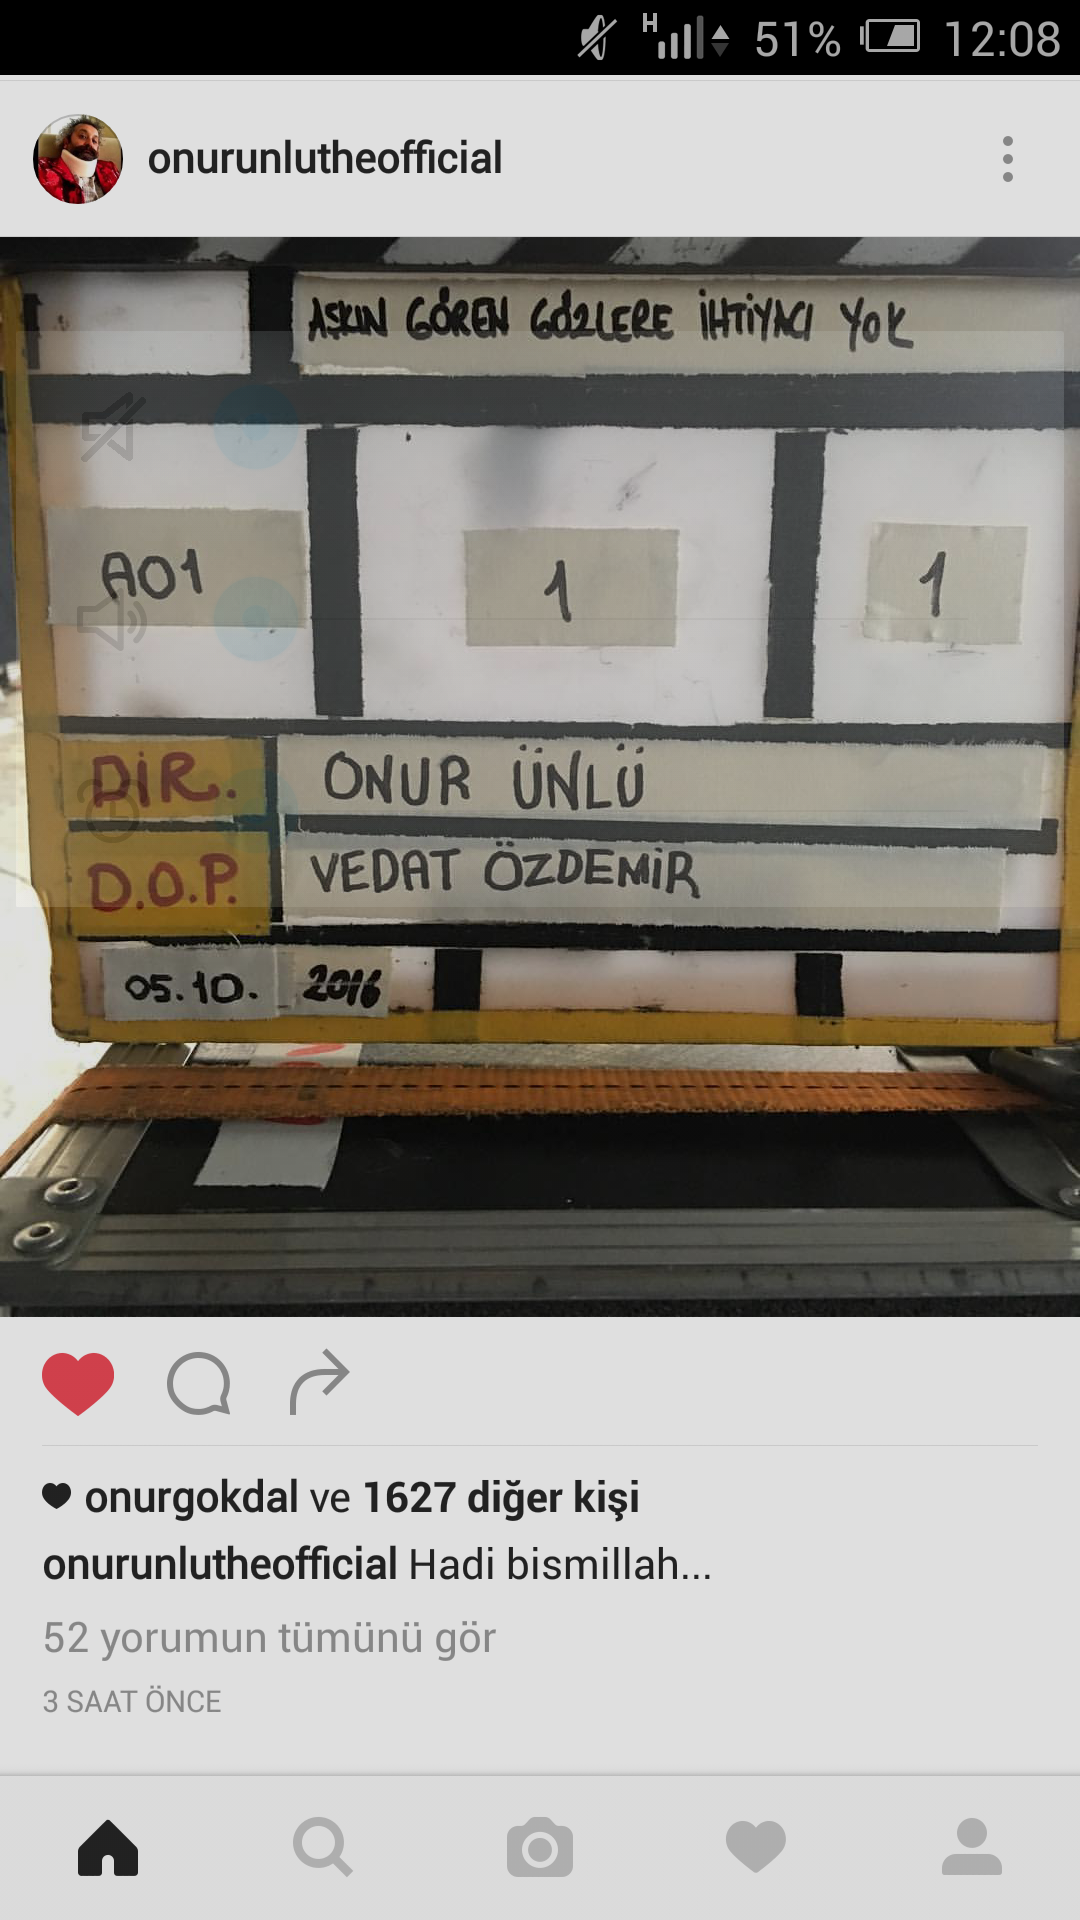 H 51% 12:08
onurunlutheofficial
AŞKIN GÖREN GÖZLERE İHTİYACI YOK
A01 1 1
DİR. ONUR ÜNLÜ
D.O.P. VEDAT ÖZDEMİR
05.10. 2016
onurgokdal ve 1627 diğer kişi
onurunlutheofficial Hadi bismillah...
52 yorumun tümünü gör
3 SAAT ÖNCE